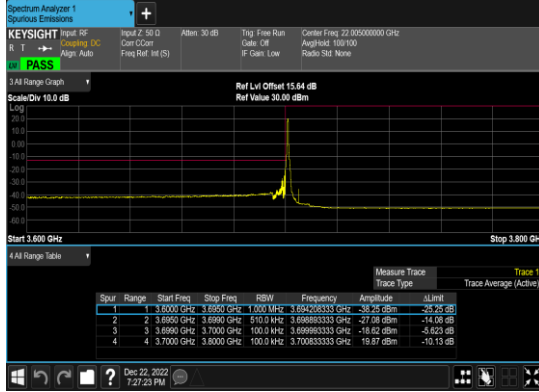 Spectrum Analyzer 1
Spurious Emissions
+
KEYSIGHT
R T
PASS
Input: RF
Coupling: DC
Align: Auto
Input Z: 50 Ω
Corr CCorr
Freq Ref: Int (S)
Atten: 30 dB
Trig: Free Run
Gate: Off
IF Gain: Low
Center Freq: 22.005000000 GHz
Avg|Hold: 100/100
Radio Std: None
3 All Range Graph
Scale/Div 10.0 dB
Ref Lvl Offset 15.64 dB
Ref Value 30.00 dBm
Log
20.0
10.0
0.00
-10.0
-20.0
-30.0
-40.0
-50.0
-60.0
Start 3.600 GHz
Stop 3.800 GH
4 All Range Table
Measure Trace Trace 1
Trace Type Trace Average (Active)
Spur Range Start Freq Stop Freq RBW Frequency Amplitude ΔLimit
1 1 3.6000 GHz 3.6950 GHz 1.000 MHz 3.694208333 GHz -38.25 dBm -25.25 dB
2 2 3.6950 GHz 3.6990 GHz 510.0 kHz 3.698893333 GHz -27.08 dBm -14.08 dB
3 3 3.6990 GHz 3.7000 GHz 100.0 kHz 3.699993333 GHz -18.62 dBm -5.623 dB
4 4 3.7000 GHz 3.8000 GHz 100.0 kHz 3.700833333 GHz 19.87 dBm -10.13 dB
?
Dec 22, 2022
7:27:23 PM